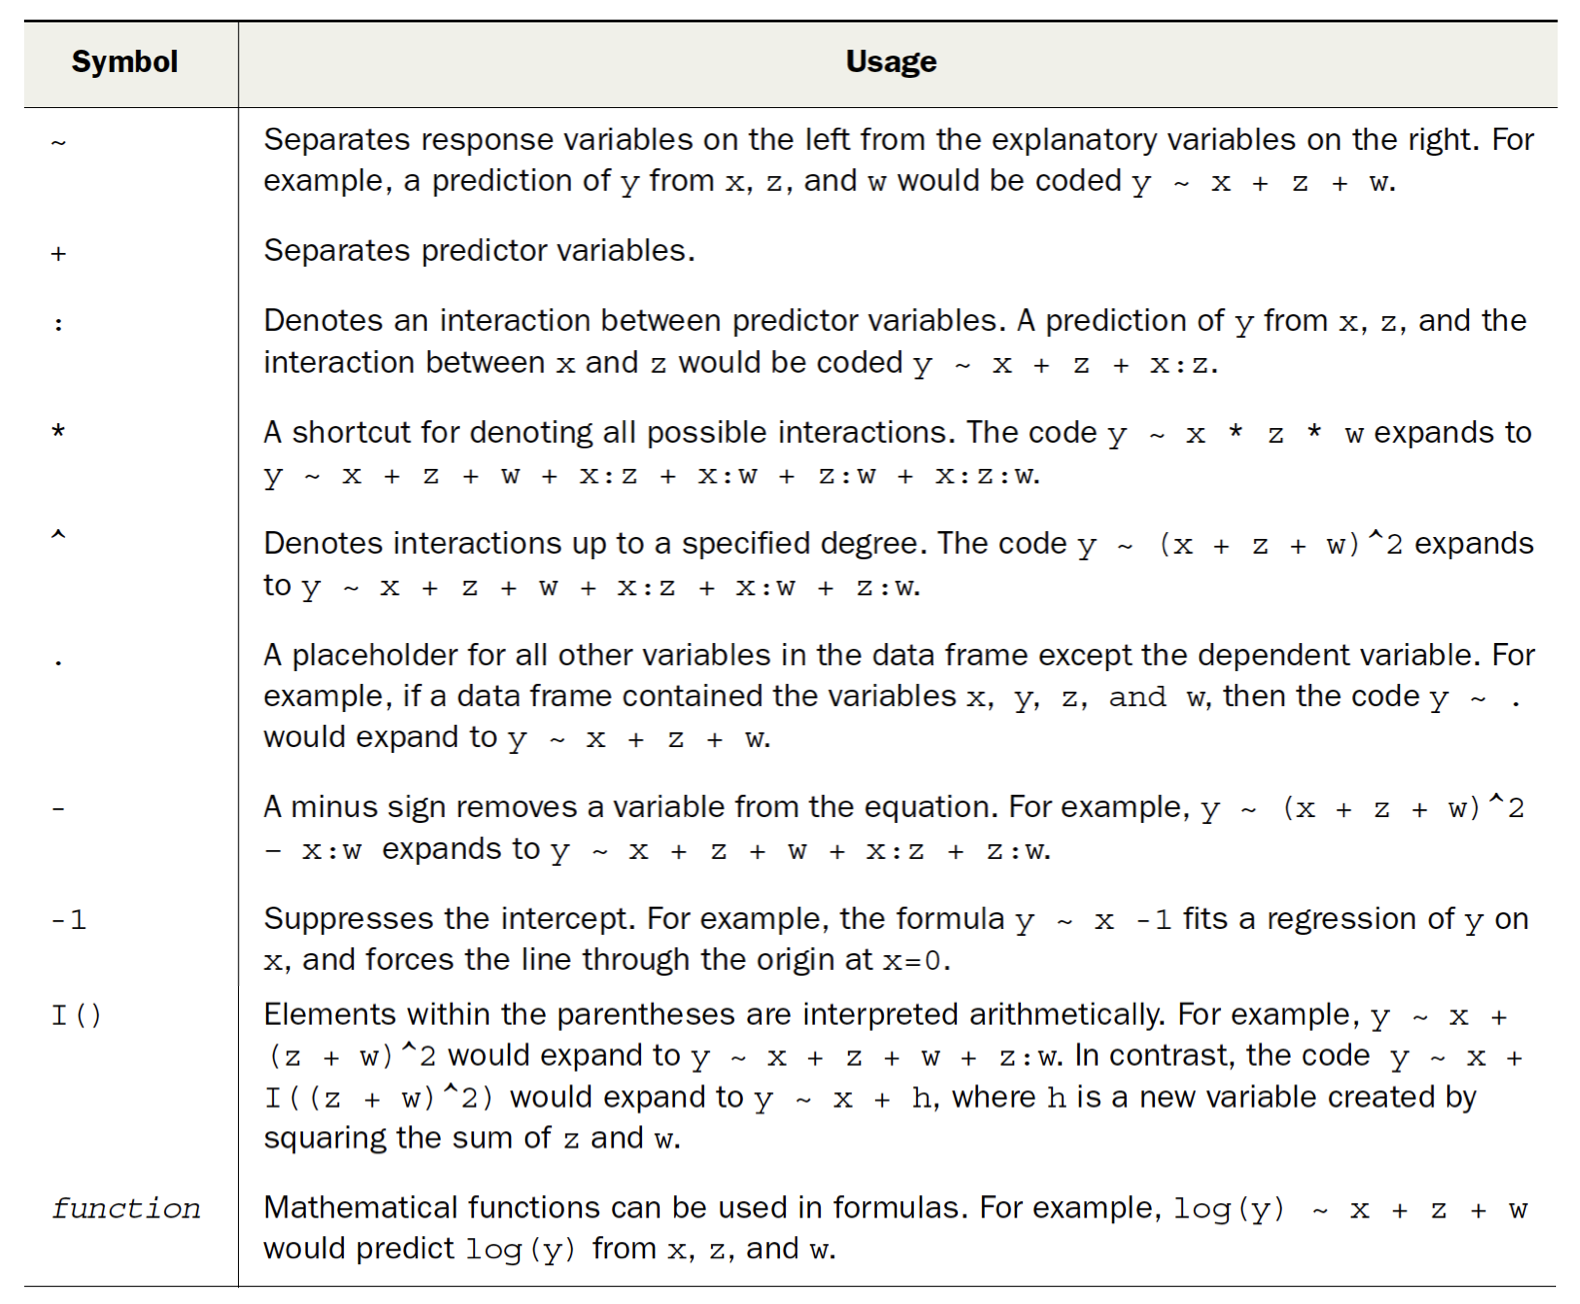 Symbol Usage
~ Separates response variables on the left from the explanatory variables on the right. For
example, a prediction of y from x, z, and w would be coded y ~ x + z + w.
+ Separates predictor variables.
: Denotes an interaction between predictor variables. A prediction of y from x, z, and the
interaction between x and z would be coded y ~ x + z + x:z.
* A shortcut for denoting all possible interactions. The code y ~ x * z * w expands to
y ~ x + z + w + x:z + x:w + z:w + x:z:w.
^ Denotes interactions up to a specified degree. The code y ~ (x + z + w)^2 expands
to y ~ x + z + w + x:z + x:w + z:w.
. A placeholder for all other variables in the data frame except the dependent variable. For
example, if a data frame contained the variables x, y, z, and w, then the code y ~ .
would expand to y ~ x + z + w.
- A minus sign removes a variable from the equation. For example, y ~ (x + z + w)^2
– x:w expands to y ~ x + z + w + x:z + z:w.
-1 Suppresses the intercept. For example, the formula y ~ x -1 fits a regression of y on
x, and forces the line through the origin at x=0.
I() Elements within the parentheses are interpreted arithmetically. For example, y ~ x +
(z + w)^2 would expand to y ~ x + z + w + z:w. In contrast, the code y ~ x +
I((z + w)^2) would expand to y ~ x + h, where h is a new variable created by
squaring the sum of z and w.
function Mathematical functions can be used in formulas. For example, log(y) ~ x + z + w
would predict log(y) from x, z, and w.